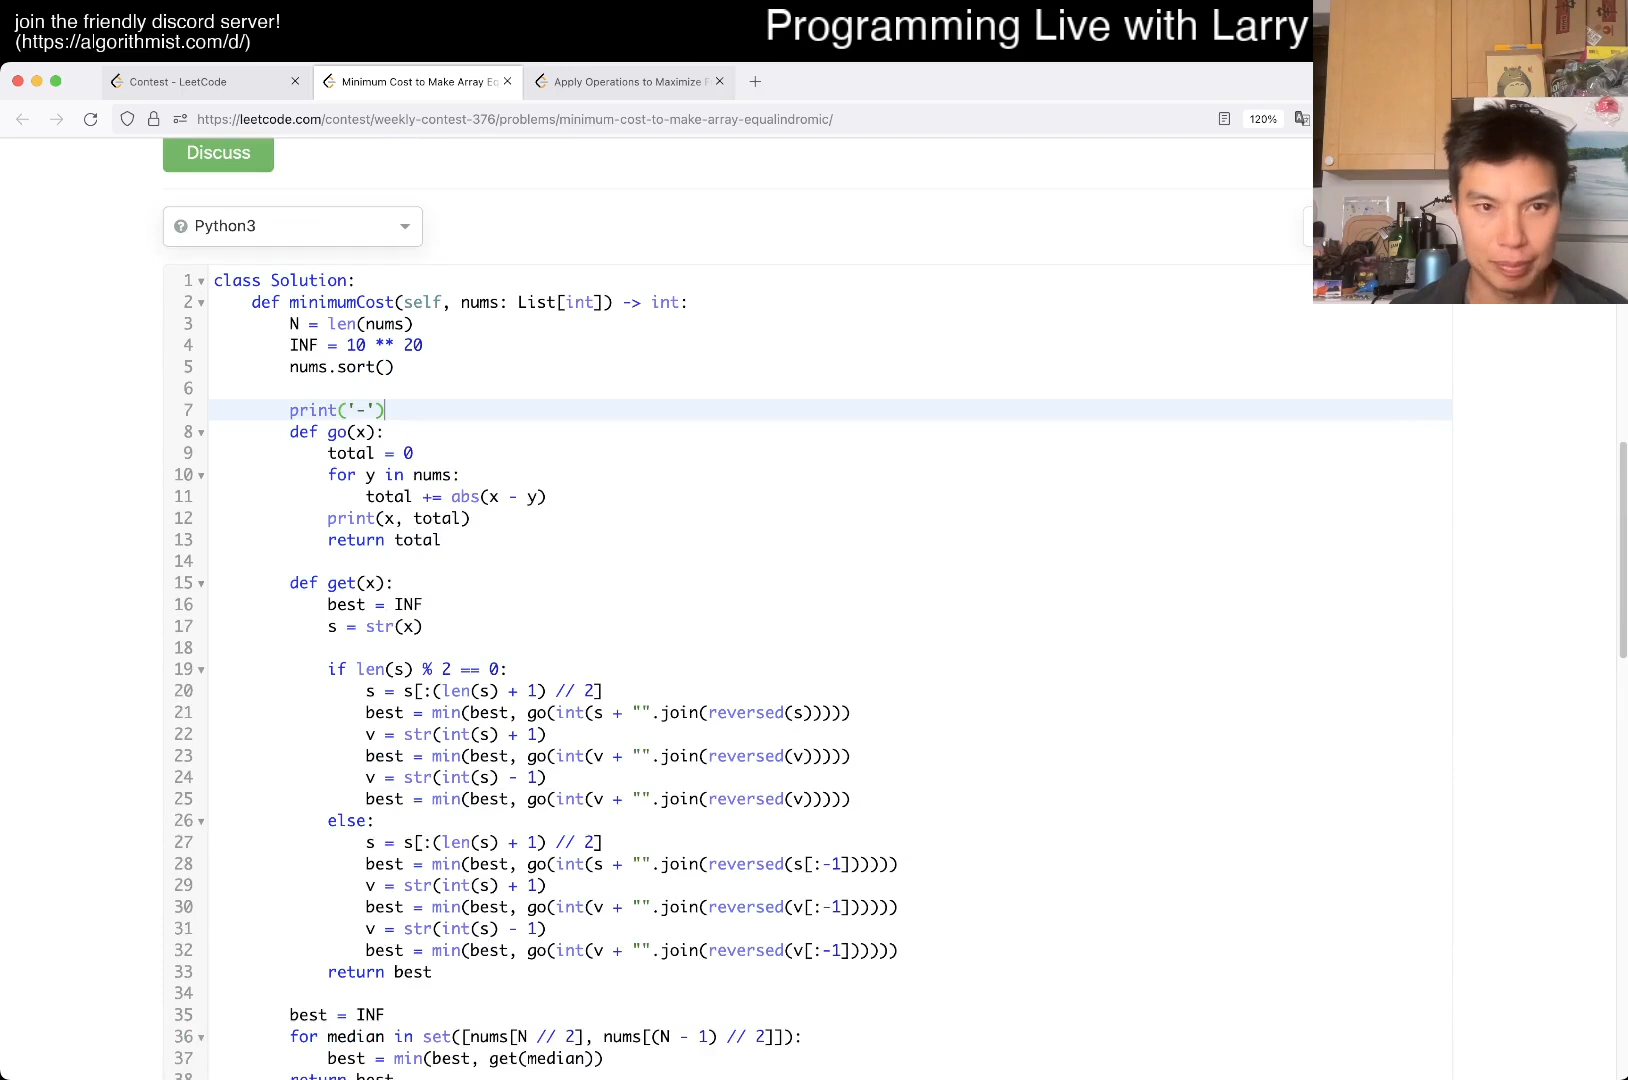 join the friendly discord server!
(https://algorithmist.com/d/)
Programming Live with Larry
Contest - LeetCode
Minimum Cost to Make Array Eq
Apply Operations to Maximize F
https://leetcode.com/contest/weekly-contest-376/problems/minimum-cost-to-make-array-equalindromic/
120%
Discuss
Python3
1 class Solution:
2 def minimumCost(self, nums: List[int]) -> int:
3 N = len(nums)
4 INF = 10 ** 20
5 nums.sort()
6
7 print('-')
8 def go(x):
9 total = 0
10 for y in nums:
11 total += abs(x - y)
12 print(x, total)
13 return total
14
15 def get(x):
16 best = INF
17 s = str(x)
18
19 if len(s) % 2 == 0:
20 s = s[:(len(s) + 1) // 2]
21 best = min(best, go(int(s + "".join(reversed(s)))))
22 v = str(int(s) + 1)
23 best = min(best, go(int(v + "".join(reversed(v)))))
24 v = str(int(s) - 1)
25 best = min(best, go(int(v + "".join(reversed(v)))))
26 else:
27 s = s[:(len(s) + 1) // 2]
28 best = min(best, go(int(s + "".join(reversed(s[:-1])))))
29 v = str(int(s) + 1)
30 best = min(best, go(int(v + "".join(reversed(v[:-1])))))
31 v = str(int(s) - 1)
32 best = min(best, go(int(v + "".join(reversed(v[:-1])))))
33 return best
34
35 best = INF
36 for median in set([nums[N // 2], nums[(N - 1) // 2]]):
37 best = min(best, get(median))
38 return best